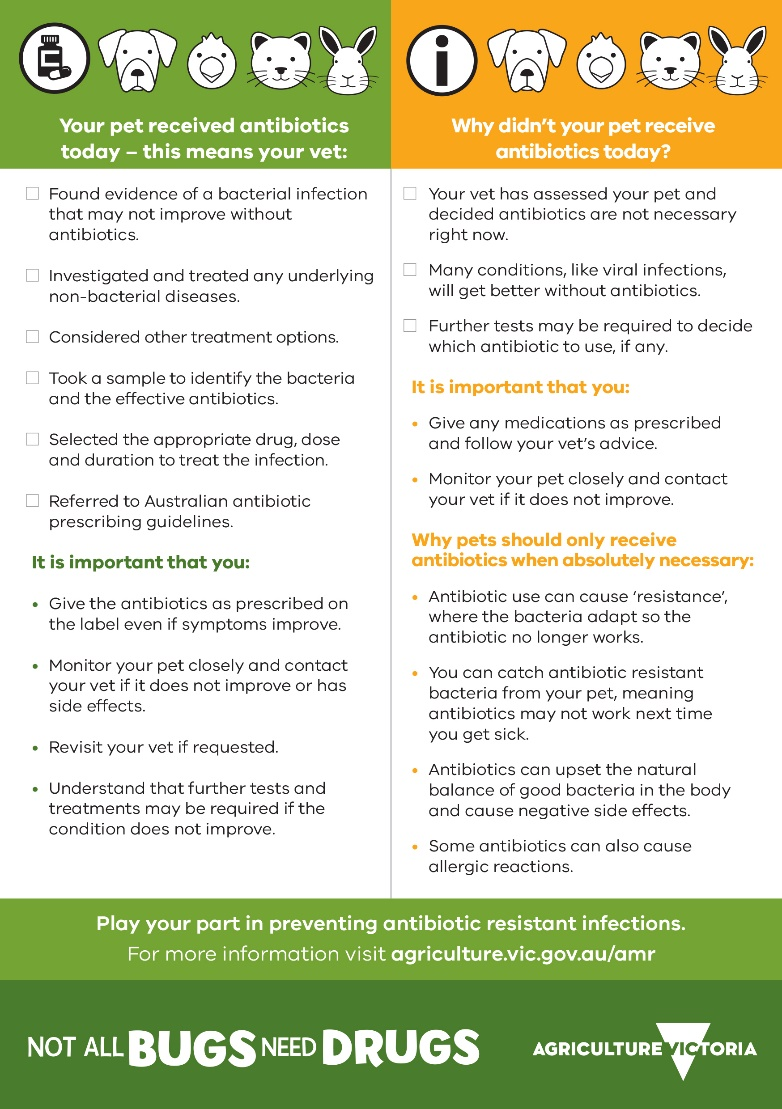 Your pet received antibiotics
today – this means your vet:
Found evidence of a bacterial infection
that may not improve without
antibiotics.
Investigated and treated any underlying
non-bacterial diseases.
Considered other treatment options.
Took a sample to identify the bacteria
and the effective antibiotics.
Selected the appropriate drug, dose
and duration to treat the infection.
Referred to Australian antibiotic
prescribing guidelines.
It is important that you:
• Give the antibiotics as prescribed on
the label even if symptoms improve.
• Monitor your pet closely and contact
your vet if it does not improve or has
side effects.
• Revisit your vet if requested.
• Understand that further tests and
treatments may be required if the
condition does not improve.
Why didn't your pet receive
antibiotics today?
Your vet has assessed your pet and
decided antibiotics are not necessary
right now.
Many conditions, like viral infections,
will get better without antibiotics.
Further tests may be required to decide
which antibiotic to use, if any.
It is important that you:
• Give any medications as prescribed
and follow your vet's advice.
• Monitor your pet closely and contact
your vet if it does not improve.
Why pets should only receive
antibiotics when absolutely necessary:
• Antibiotic use can cause 'resistance',
where the bacteria adapt so the
antibiotic no longer works.
• You can catch antibiotic resistant
bacteria from your pet, meaning
antibiotics may not work next time
you get sick.
• Antibiotics can upset the natural
balance of good bacteria in the body
and cause negative side effects.
• Some antibiotics can also cause
allergic reactions.
Play your part in preventing antibiotic resistant infections.
For more information visit agriculture.vic.gov.au/amr
NOT ALL BUGS NEED DRUGS
AGRICULTURE VICTORIA